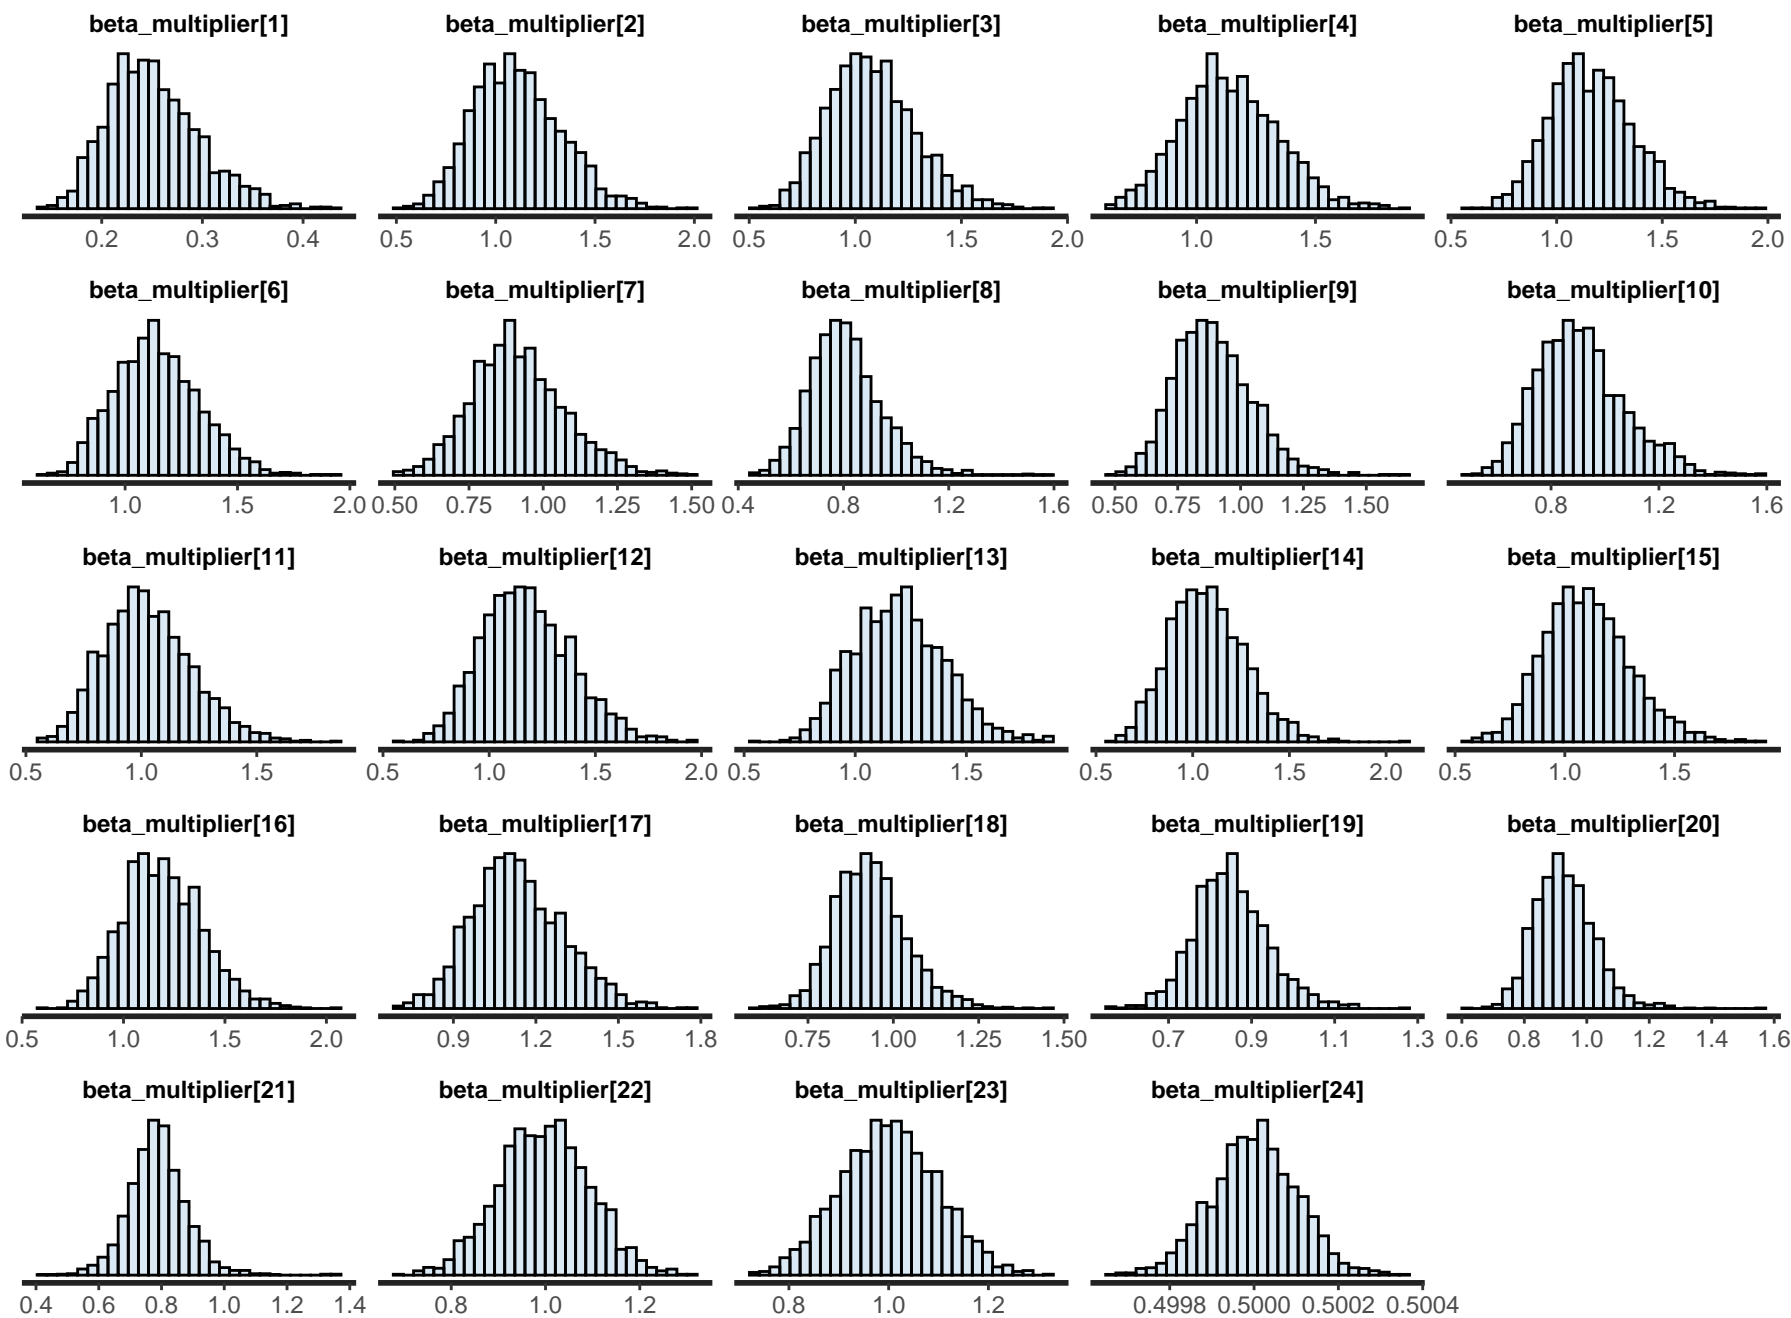 beta_multiplier[1] beta_multiplier[2] beta_multiplier[3] beta_multiplier[4] beta_multiplier[5]
0.2 0.3 0.4 0.5 1.0 1.5 2.0 0.5 1.0 1.5 2.0 1.0 1.5 0.5 1.0 1.5 2.0
beta_multiplier[6] beta_multiplier[7] beta_multiplier[8] beta_multiplier[9] beta_multiplier[10]
1.0 1.5 2.0 0.50 0.75 1.00 1.25 1.50 0.4 0.8 1.2 1.6 0.50 0.75 1.00 1.25 1.50 0.8 1.2 1.6
beta_multiplier[11] beta_multiplier[12] beta_multiplier[13] beta_multiplier[14] beta_multiplier[15]
0.5 1.0 1.5 0.5 1.0 1.5 2.0 0.5 1.0 1.5 0.5 1.0 1.5 2.0 0.5 1.0 1.5
beta_multiplier[16] beta_multiplier[17] beta_multiplier[18] beta_multiplier[19] beta_multiplier[20]
0.5 1.0 1.5 2.0 0.9 1.2 1.5 1.8 0.75 1.00 1.25 1.50 0.7 0.9 1.1 1.3 0.6 0.8 1.0 1.2 1.4 1.6
beta_multiplier[21] beta_multiplier[22] beta_multiplier[23] beta_multiplier[24]
0.4 0.6 0.8 1.0 1.2 1.4 0.8 1.0 1.2 0.8 1.0 1.2 0.4998 0.5000 0.5002 0.5004